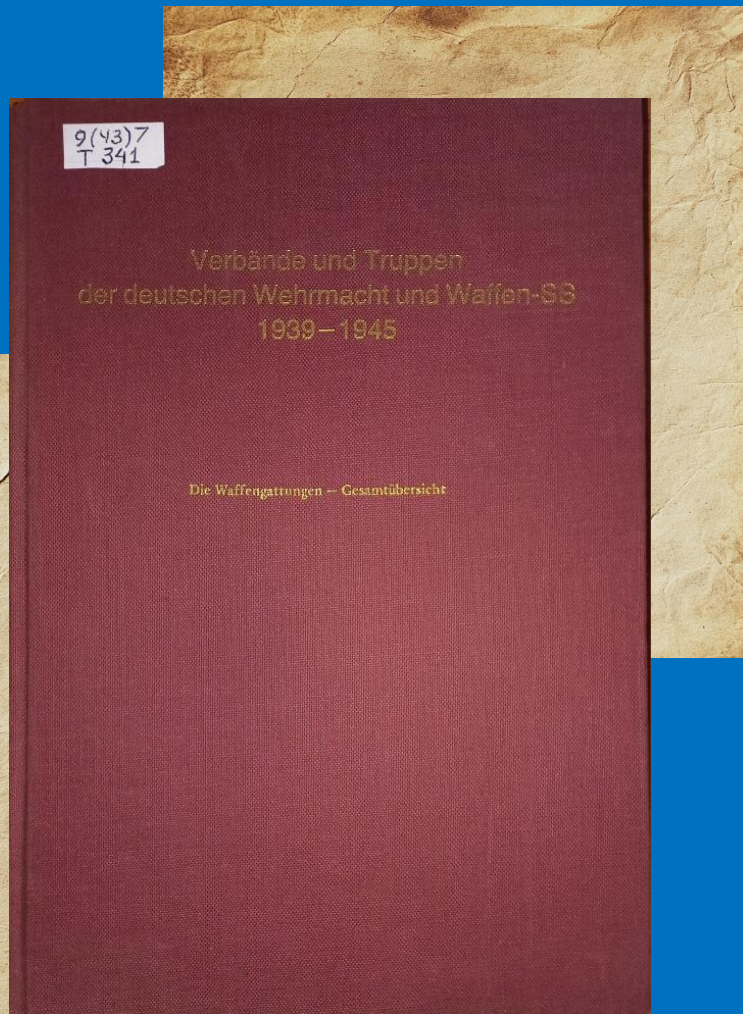 9(43)7
T 341
Verbände und Truppen
der deutschen Wehrmacht und Waffen-SS
1939–1945
Die Waffengattungen – Gesamtübersicht